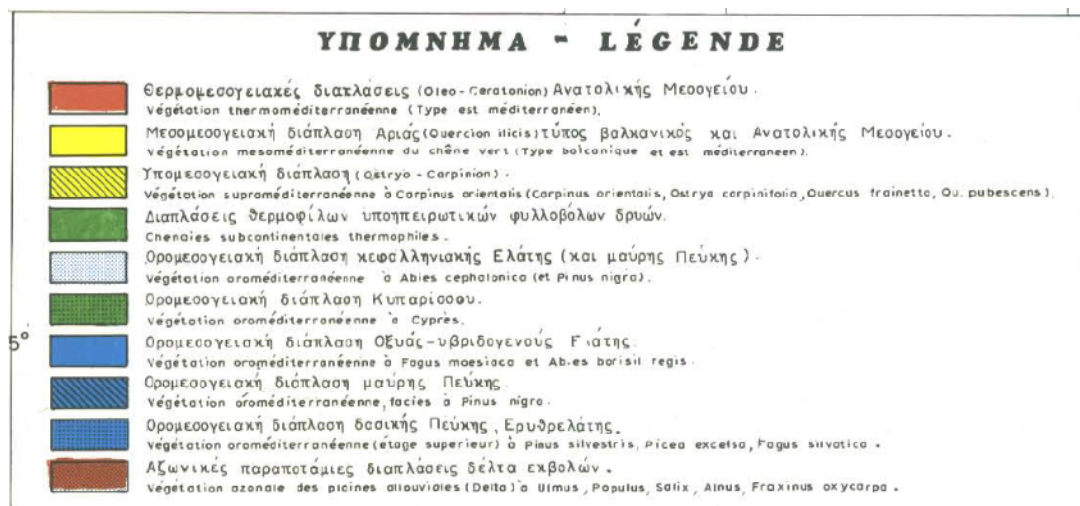 ΥΠΟΜΝΗΜΑ - LÉGENDE
Θερμομεσογειακές διαπλάσεις (Oleo-Ceratonion) Ανατολικής Μεσογείου.
Végétation thermoméditerranéenne (Type est méditerranéen).
Μεσομεσογειακή διάπλαση Αριάς (Quercion ilicis) τύπος βαλκανικός και Ανατολικής Μεσογείου.
Végétation mesoméditerranéenne du chêne vert (Type balcanique et est méditerraneen).
Υπομεσογειακή διάπλαση (Ostryo-Carpinion).
Végétation supraméditerranéenne à Carpinus orientalis (Carpinus orientalis, Ostrya carpinifolia, Quercus frainetto, Qu. pubescens).
Διαπλάσεις θερμοφίλων υποηπειρωτικών φυλλοβόλων δρυών.
Chenaies subcontinentales thermophiles.
Ορομεσογειακή διάπλαση κεφαλληνιακής Ελάτης (και μαύρης Πεύκης).
Végétation oroméditerranéenne à Abies cephalonica (et Pinus nigra).
Ορομεσογειακή διάπλαση Κυπαρίσσου.
Végétation oroméditerranéenne à Cyprès.
5°
Ορομεσογειακή διάπλαση Οξυάς-υβριδογενούς Ελάτης.
Végétation oroméditerranéenne à Fagus moesiaca et Abies borisii regis.
Ορομεσογειακή διάπλαση μαύρης Πεύκης.
Végétation oroméditerranéenne, facies à Pinus nigra.
Ορομεσογειακή διάπλαση δασικής Πεύκης, Ερυθρελάτης.
Végétation oroméditerranéenne (étage superieur) à Pinus silvestris, Picea excelsa, Fagus silvatica.
Αζωνικές παραποτάμιες διαπλάσεις δέλτα εκβολών.
Végétation azonale des plcines allouviales (Delta) à Ulmus, Populus, Salix, Alnus, Fraxinus oxycarpa.